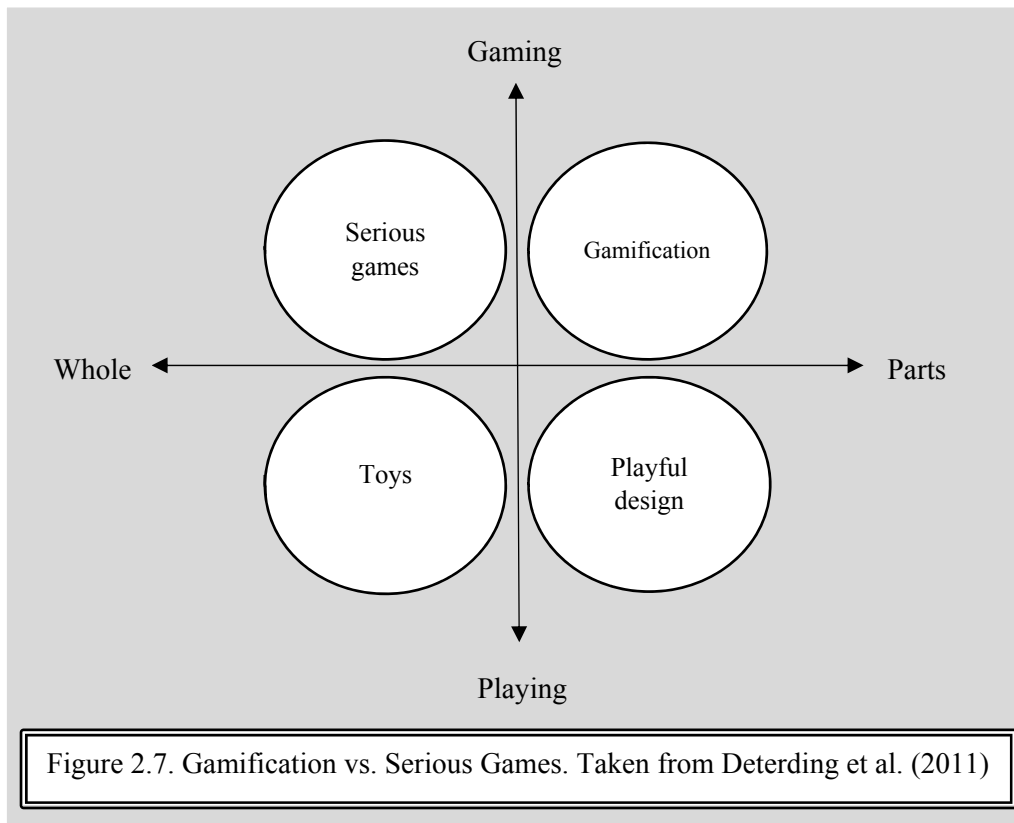 Gaming
Serious
games
Gamification
Whole
Parts
Toys
Playful
design
Playing
Figure 2.7. Gamification vs. Serious Games. Taken from Deterding et al. (2011)